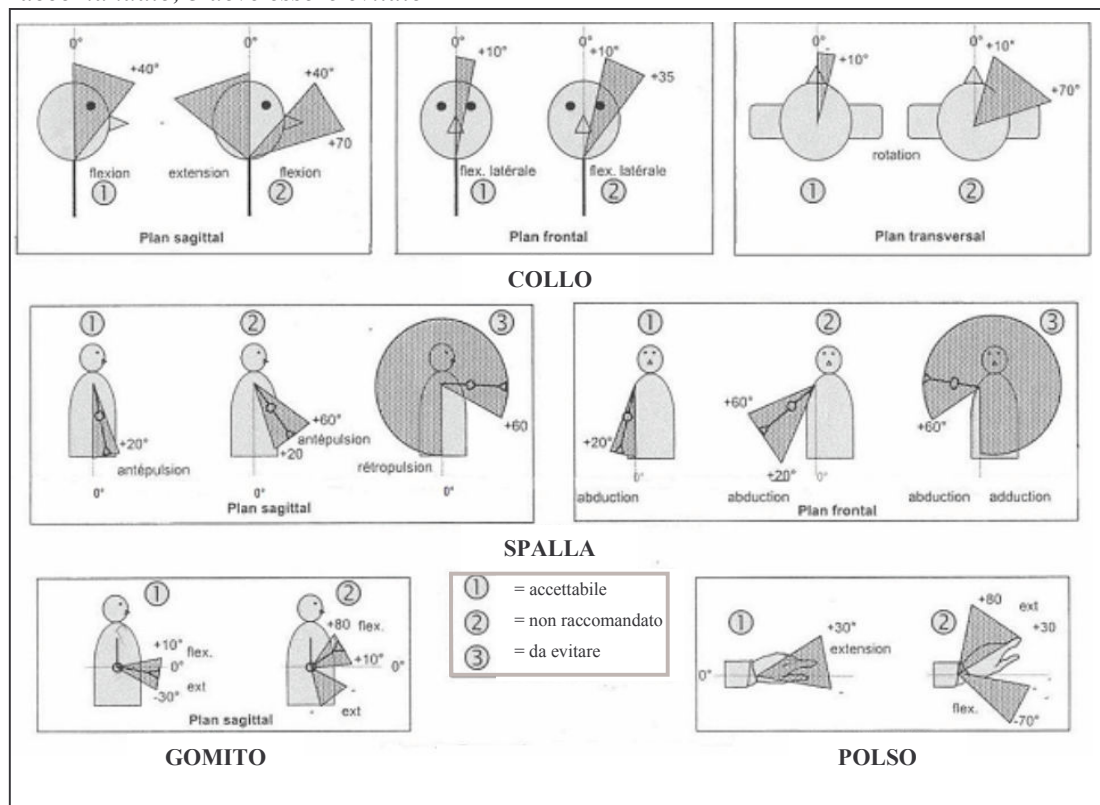 0°
0°
+40°
+40°
+70
flexion
extension
flexion
1
2
Plan sagittal
0°
0°
+10°
+10°
+35
flex. latérale
flex. latérale
1
2
Plan frontal
0°
0°
+10°
+10°
+70°
rotation
1
2
Plan transversal
COLLO
1
2
3
+20°
antépulsion
+60°
antépulsion
+20
+60
rétropulsion
0°
0°
0°
Plan sagittal
1
2
3
+20°
0°
abduction
+60°
+20°
0°
abduction
+60°
0°
abduction
adduction
Plan frontal
SPALLA
1
2
+10°
flex.
0°
-30°
ext
+80 flex.
+10°
0°
ext
Plan sagittal
GOMITO
1 = accettabile
2 = non raccomandato
3 = da evitare
1
2
+30°
extension
0°
+80
ext
+30
flex.
-70°
POLSO